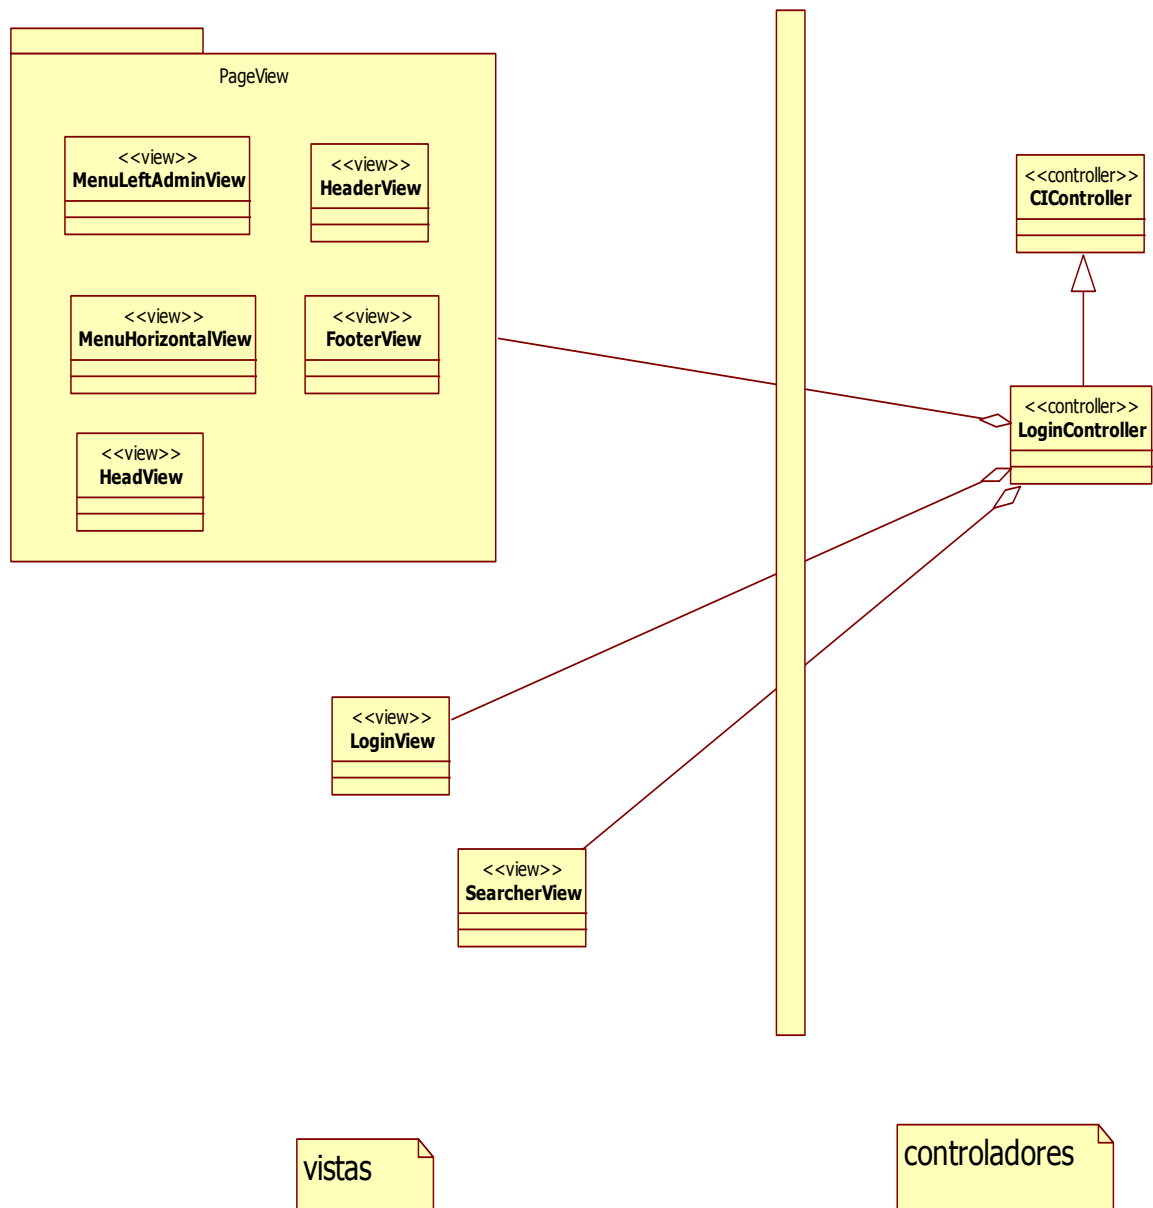 PageView
<<view>>
MenuLeftAdminView
<<view>>
HeaderView
<<view>>
MenuHorizontalView
<<view>>
FooterView
<<view>>
HeadView
<<controller>>
CIController
<<controller>>
LoginController
<<view>>
LoginView
<<view>>
SearcherView
vistas
controladores